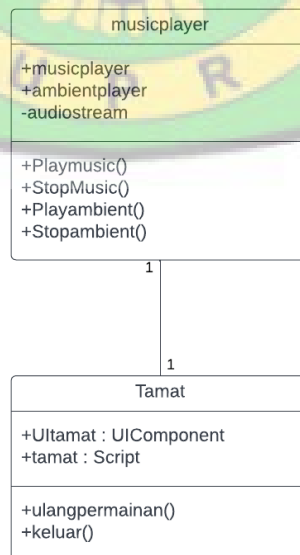 musicplayer
+musicplayer
+ambientplayer
-audiostream
+Playmusic()
+StopMusic()
+Playambient()
+Stopambient()
1
1
Tamat
+UItamat : UIComponent
+tamat : Script
+ulangpermainan()
+keluar()